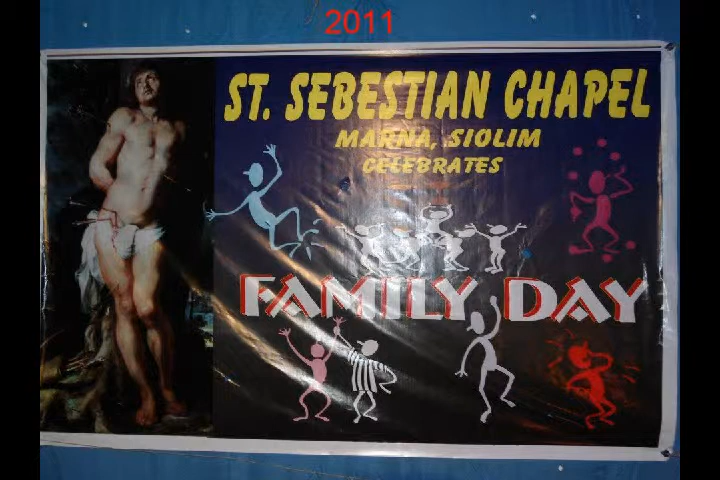 2011
ST. SEBESTIAN CHAPEL
MARNA, SIOLIM
CELEBRATES
FAMILY DAY